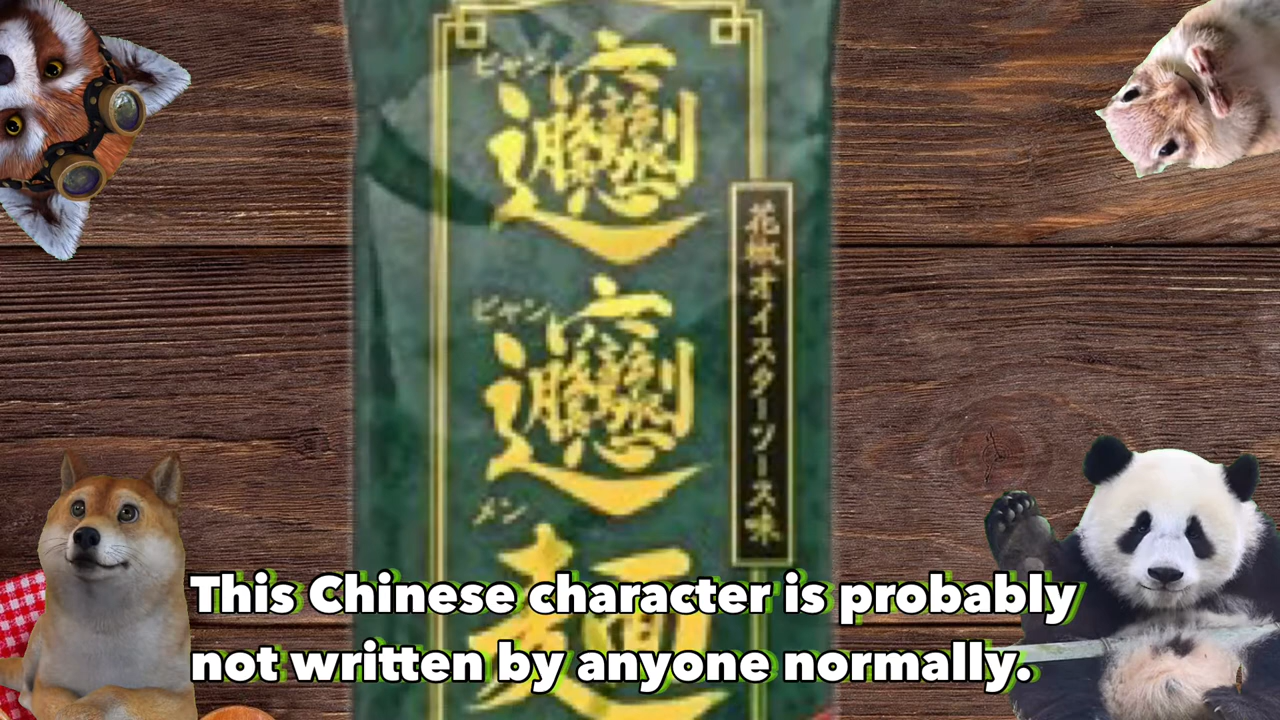 ビャン
𰻞
ビャン
𰻞
メン
麺
花椒オイスターソース味
This Chinese character is probably
not written by anyone normally.